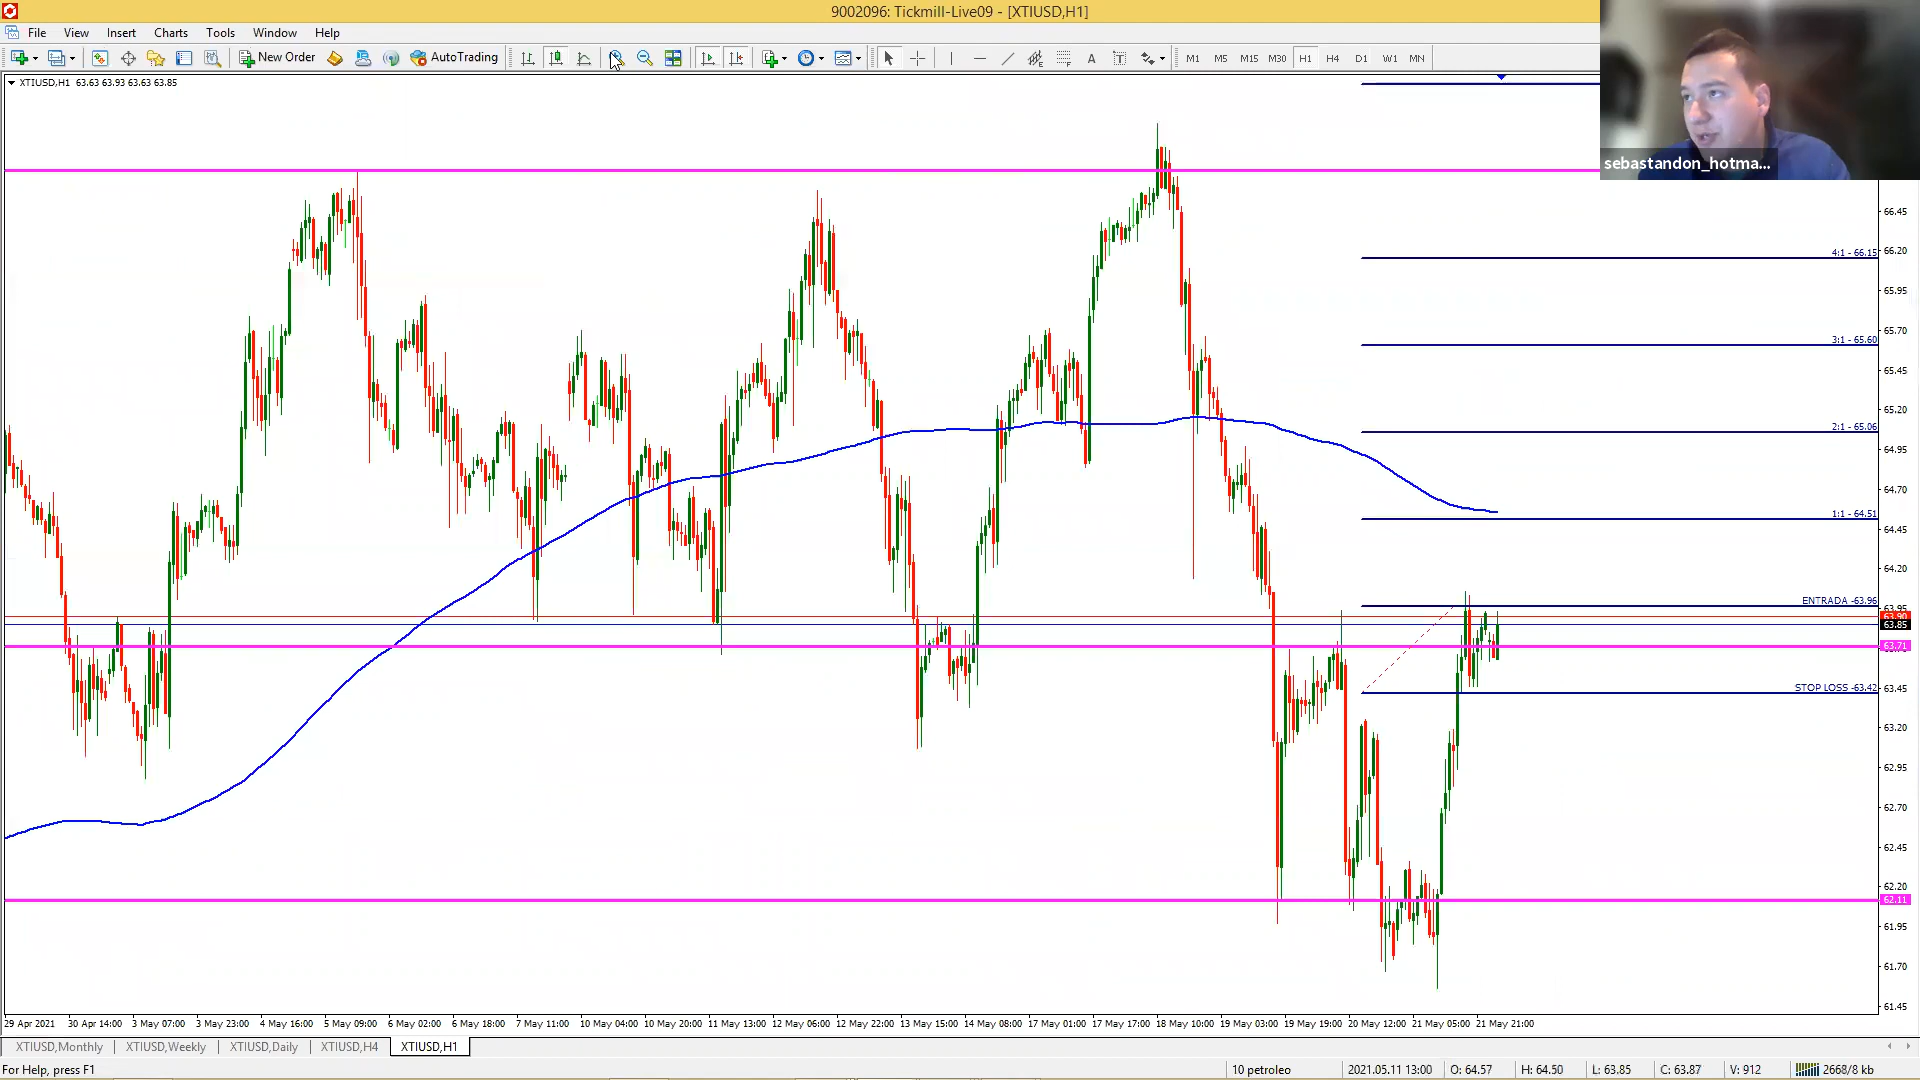 9002096: Tickmill-Live09 - [XTIUSD,H1]
File View Insert Charts Tools Window Help
New Order AutoTrading M1 M5 M15 M30 H1 H4 D1 W1 MN
XTIUSD,H1 63.63 63.93 63.63 63.85
sebastandon_hotma...
66.45
4:1 - 66.15
66.20
65.95
65.70
3:1 - 65.60
65.45
65.20
2:1 - 65.06
64.95
64.70
1:1 - 64.51
64.45
64.20
ENTRADA -63.96
63.95
63.90
63.85
63.71
STOP LOSS -63.42
63.45
63.20
62.95
62.70
62.45
62.20
62.11
61.95
61.70
61.45
29 Apr 2021 30 Apr 14:00 3 May 07:00 3 May 23:00 4 May 16:00 5 May 09:00 6 May 02:00 6 May 18:00 7 May 11:00 10 May 04:00 10 May 20:00 11 May 13:00 12 May 06:00 12 May 22:00 13 May 15:00 14 May 08:00 17 May 01:00 17 May 17:00 18 May 10:00 19 May 03:00 19 May 19:00 20 May 12:00 21 May 05:00 21 May 21:00
XTIUSD,Monthly XTIUSD,Weekly XTIUSD,Daily XTIUSD,H4 XTIUSD,H1
For Help, press F1 10 petroleo 2021.05.11 13:00 O: 64.57 H: 64.50 L: 63.85 C: 63.87 V: 912 2668/8 kb